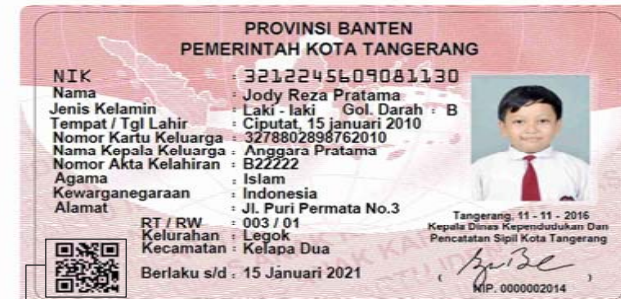 PROVINSI BANTEN
PEMERINTAH KOTA TANGERANG
NIK : 3212245609081130
Nama : Jody Reza Pratama
Jenis Kelamin : Laki - laki Gol. Darah : B
Tempat / Tgl Lahir : Ciputat, 15 januari 2010
Nomor Kartu Keluarga : 3278802898762010
Nama Kepala Keluarga : Anggara Pratama
Nomor Akta Kelahiran : B22222
Agama : Islam
Kewarganegaraan : Indonesia
Alamat : Jl. Puri Permata No.3
RT / RW : 003 / 01
Kelurahan : Legok
Kecamatan : Kelapa Dua
Berlaku s/d : 15 Januari 2021
Tangerang, 11 - 11 - 2016
Kepala Dinas Kependudukan Dan
Pencatatan Sipil Kota Tangerang
NIP. 0000002014